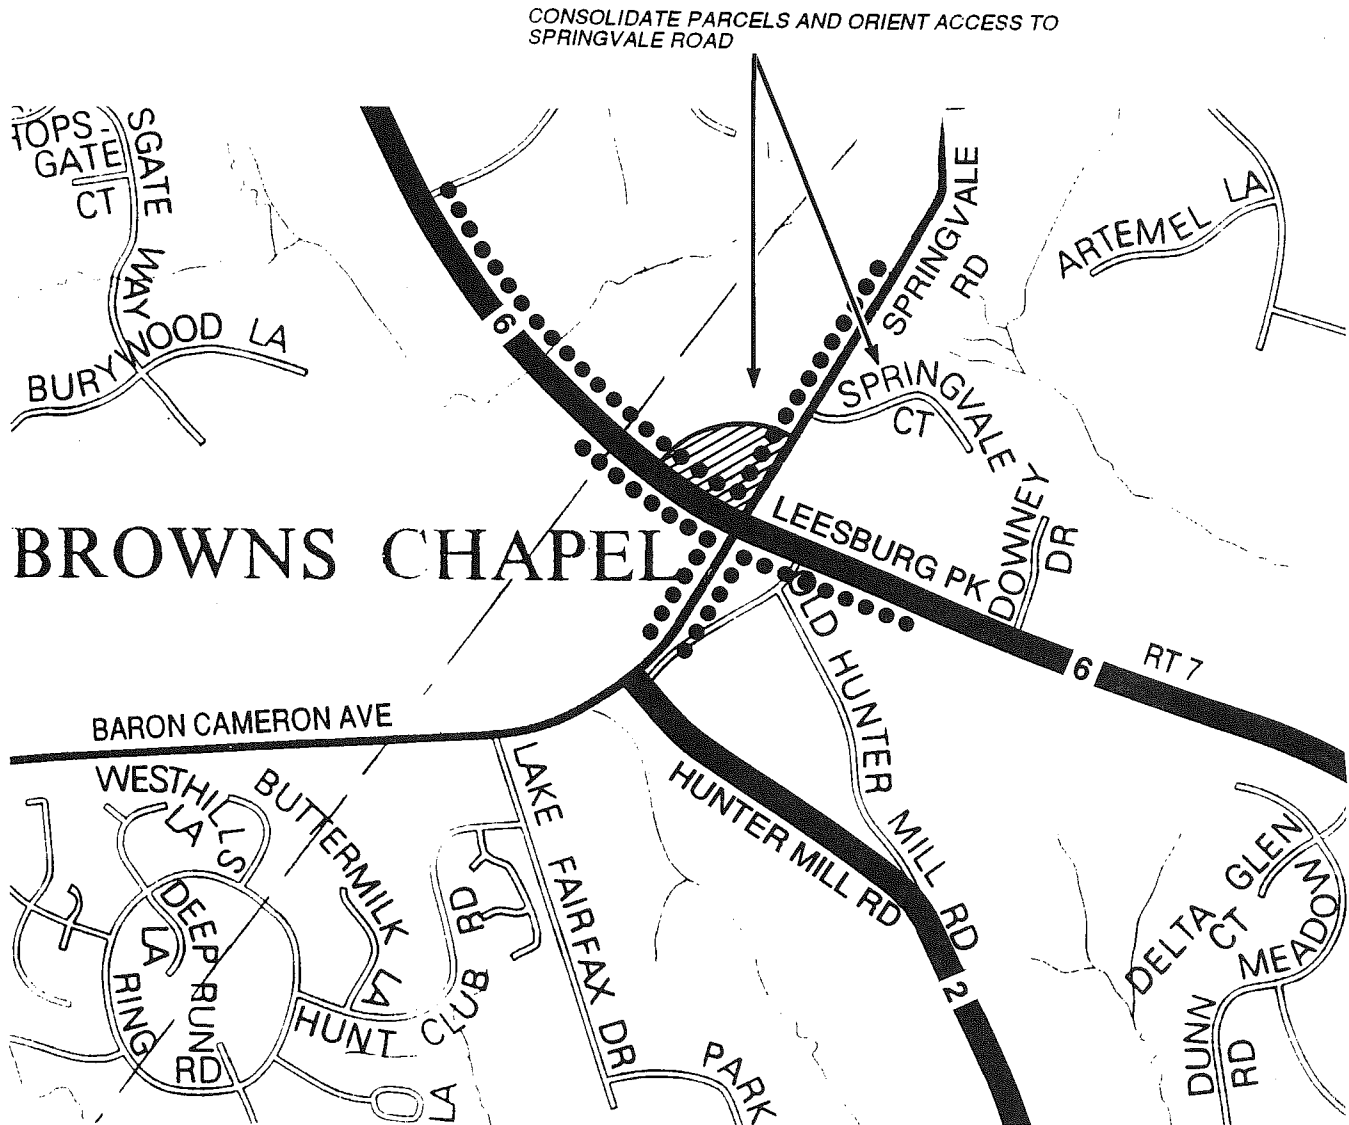 CONSOLIDATE PARCELS AND ORIENT ACCESS TO
SPRINGVALE ROAD
HOPS-
GATE
CT
SGATE WAY
BURYWOOD LA
SPRINGVALE
RD
ARTEMEL LA
6
SPRINGVALE
CT
LEESBURG PK
DOWNEY
DR
BROWNS CHAPEL
OLD HUNTER MILL RD
6
RT 7
BARON CAMERON AVE
WESTHILLS
LA
BUTTERMILK
LA
LAKE FAIRFAX DR
HUNTER MILL RD
2
DEEP RUN
LA
RING
RD
HUNT CLUB
RD
LA
PARK
DELTA GLEN
CT
DUNN MEADOW
RD